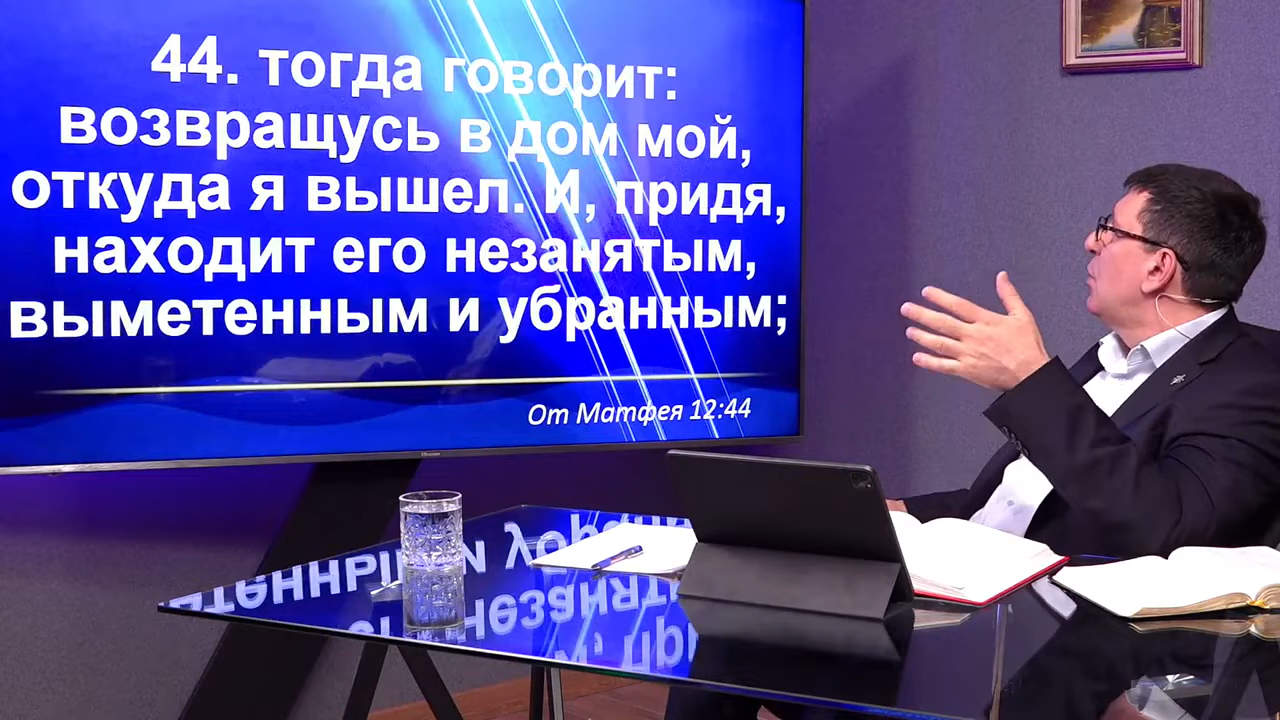 44. тогда говорит:
возвращусь в дом мой,
откуда я вышел. И, придя,
находит его незанятым,
выметенным и убранным;
От Матфея 12:44